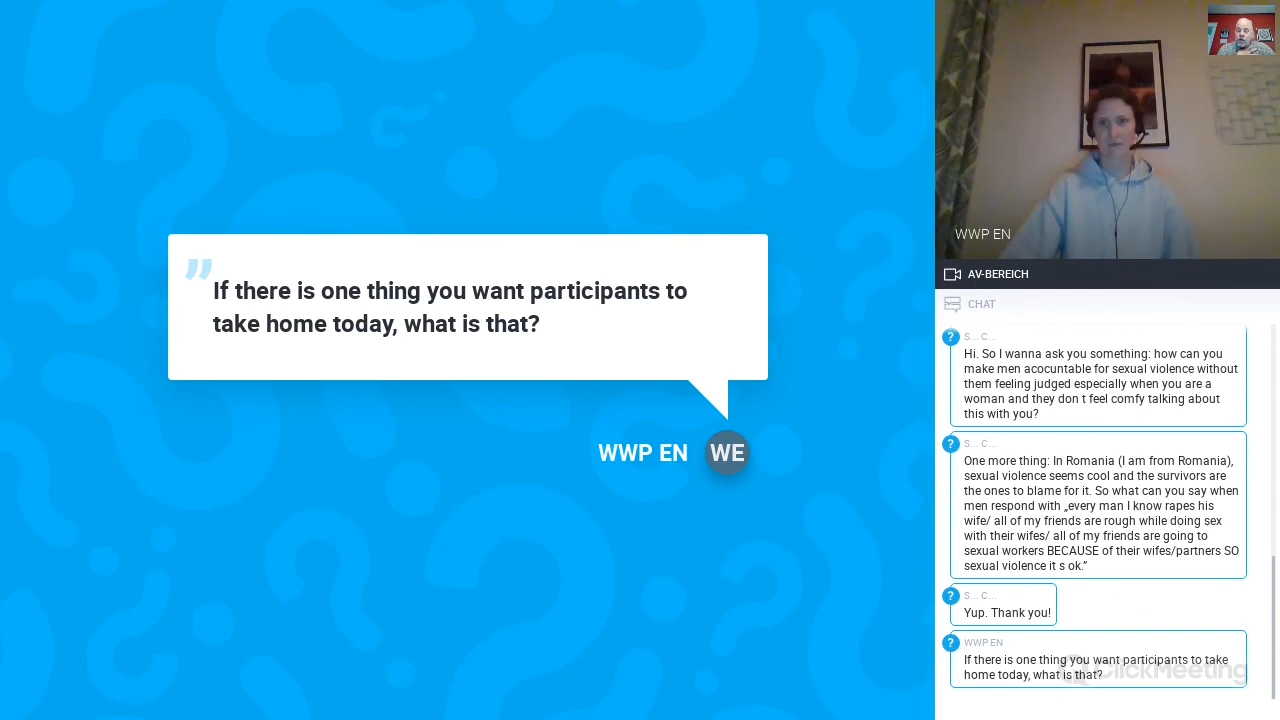 If there is one thing you want participants to
take home today, what is that?
WWP EN
WE
WWP EN
AV-BEREICH
CHAT
?
S... C...
Hi. So I wanna ask you something: how can you
make men acocuntable for sexual violence without
them feeling judged especially when you are a
woman and they don t feel comfy talking about
this with you?
?
S... C...
One more thing: In Romania (I am from Romania),
sexual violence seems cool and the survivors are
the ones to blame for it. So what can you say when
men respond with „every man I know rapes his
wife/ all of my friends are rough while doing sex
with their wifes/ all of my friends are going to
sexual workers BECAUSE of their wifes/partners SO
sexual violence it s ok.”
?
S... C...
Yup. Thank you!
?
WWP EN
If there is one thing you want participants to take
home today, what is that?
ClickMeeting